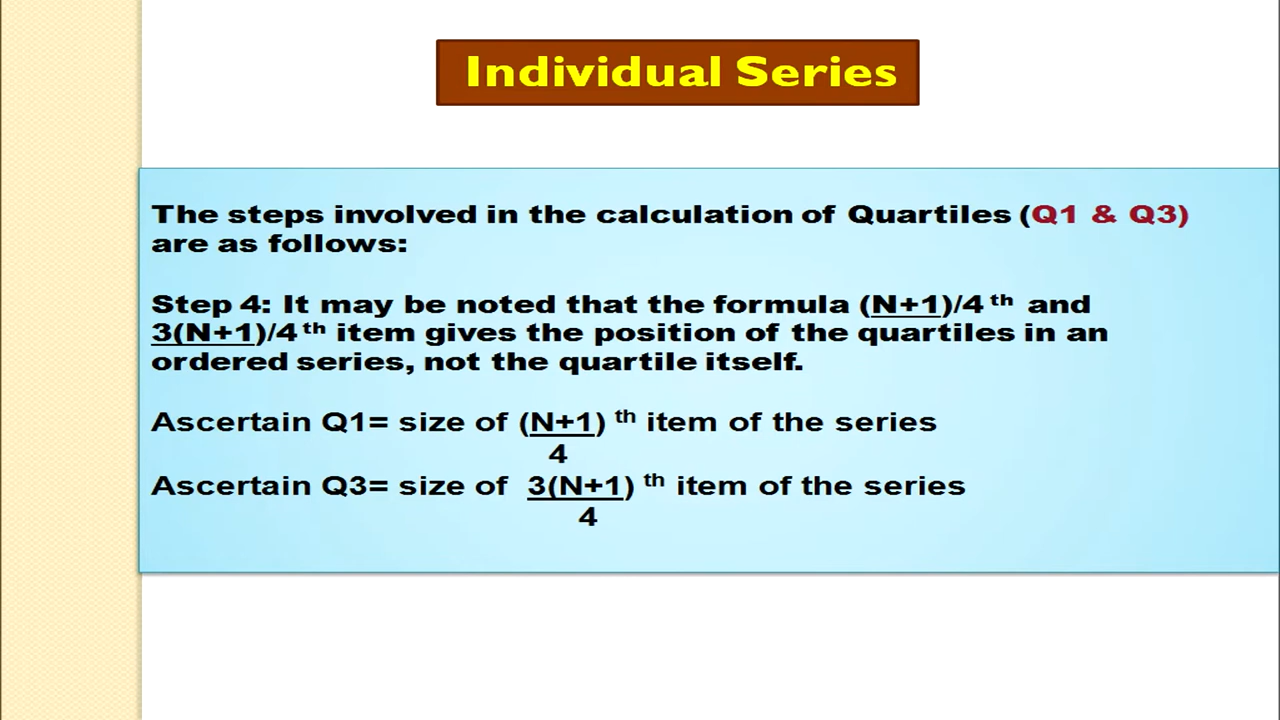 Individual Series
The steps involved in the calculation of Quartiles (Q1 & Q3)
are as follows:
Step 4: It may be noted that the formula (N+1)/4 th and
3(N+1)/4 th item gives the position of the quartiles in an
ordered series, not the quartile itself.
Ascertain Q1= size of (N+1) th item of the series
4
Ascertain Q3= size of 3(N+1) th item of the series
4